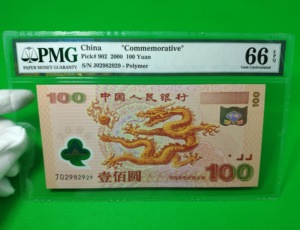 PMG
PAPER MONEY GUARANTY
China "Commemorative"
Pick# 902 2000 100 Yuan
S/N J02982929 - Polymer
66 EPQ
Gem Uncirculated
100 中国人民银行 100
J02982929
壹佰圆
100